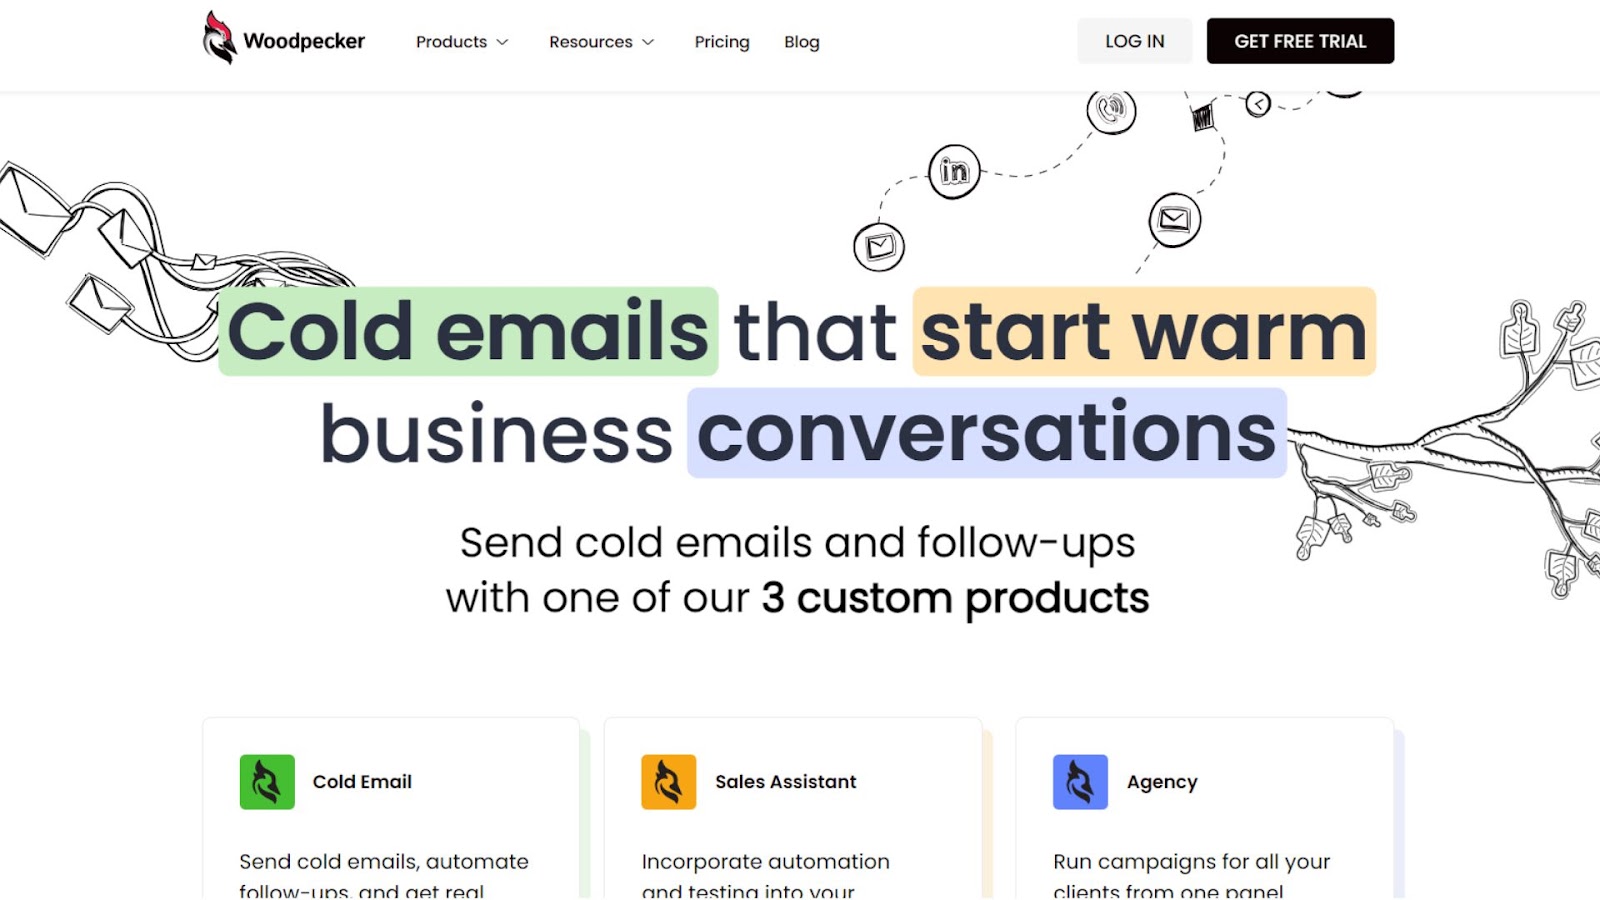 Woodpecker Products Resources Pricing Blog LOG IN GET FREE TRIAL
in
Cold emails that start warm
business conversations
Send cold emails and follow-ups
with one of our 3 custom products
Cold Email
Sales Assistant
Agency
Send cold emails, automate
follow-ups, and get real
Incorporate automation
and testing into your
Run campaigns for all your
clients from one panel